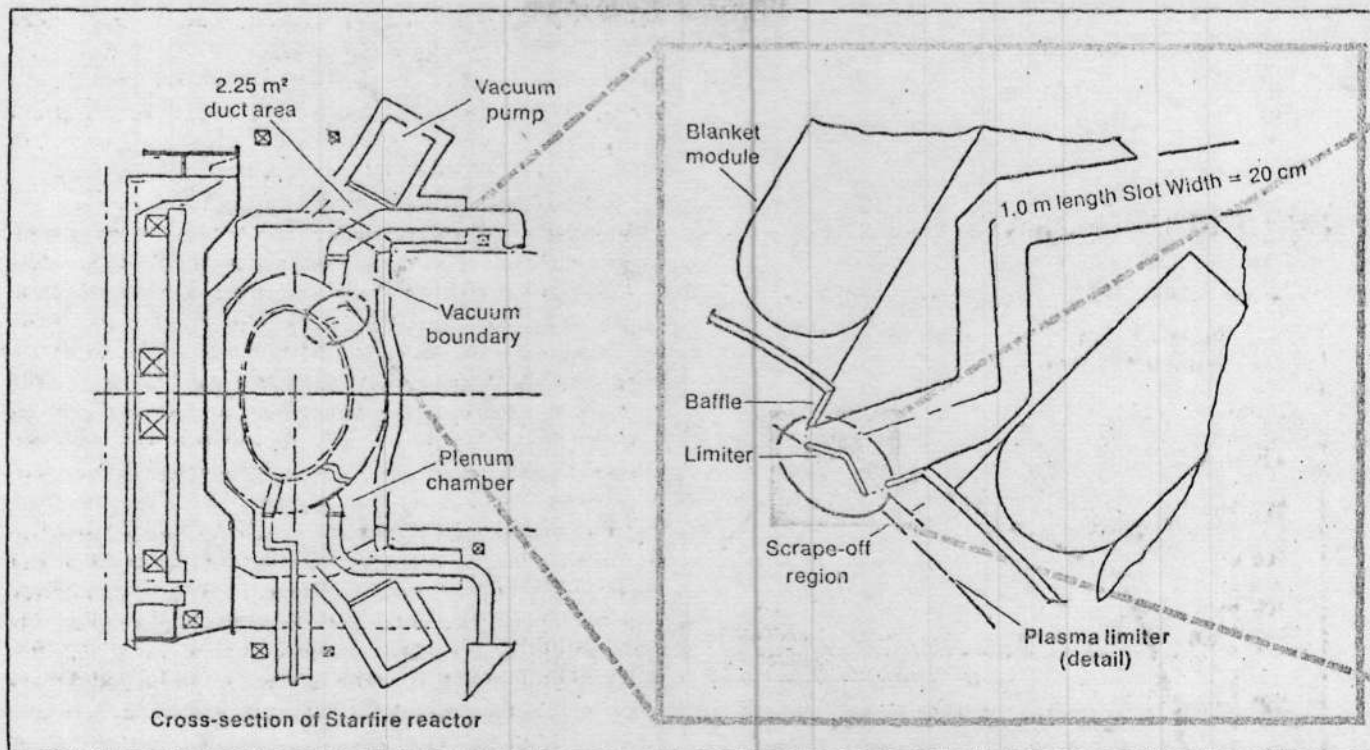 2.25 m²
duct area
Vacuum
pump
Vacuum
boundary
Plenum
chamber
Cross-section of Starfire reactor
Blanket
module
1.0 m length Slot Width = 20 cm
Baffle
Limiter
Scrape-off
region
Plasma limiter
(detail)